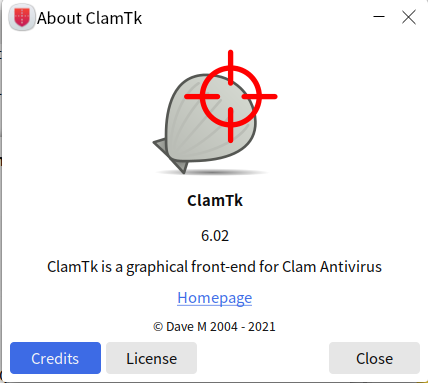 About ClamTk
ClamTk
6.02
ClamTk is a graphical front-end for Clam Antivirus
Homepage
© Dave M 2004 - 2021
Credits License Close